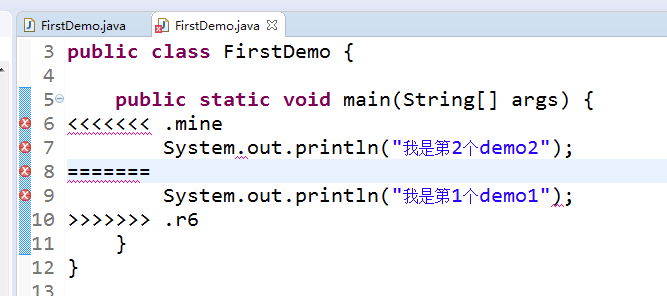 FirstDemo.java FirstDemo.java
3 public class FirstDemo {
4
5 public static void main(String[] args) {
6 <<<<<<< .mine
7 System.out.println("我是第2个demo2");
8 =======
9 System.out.println("我是第1个demo1");
10 >>>>>>> .r6
11 }
12 }
13